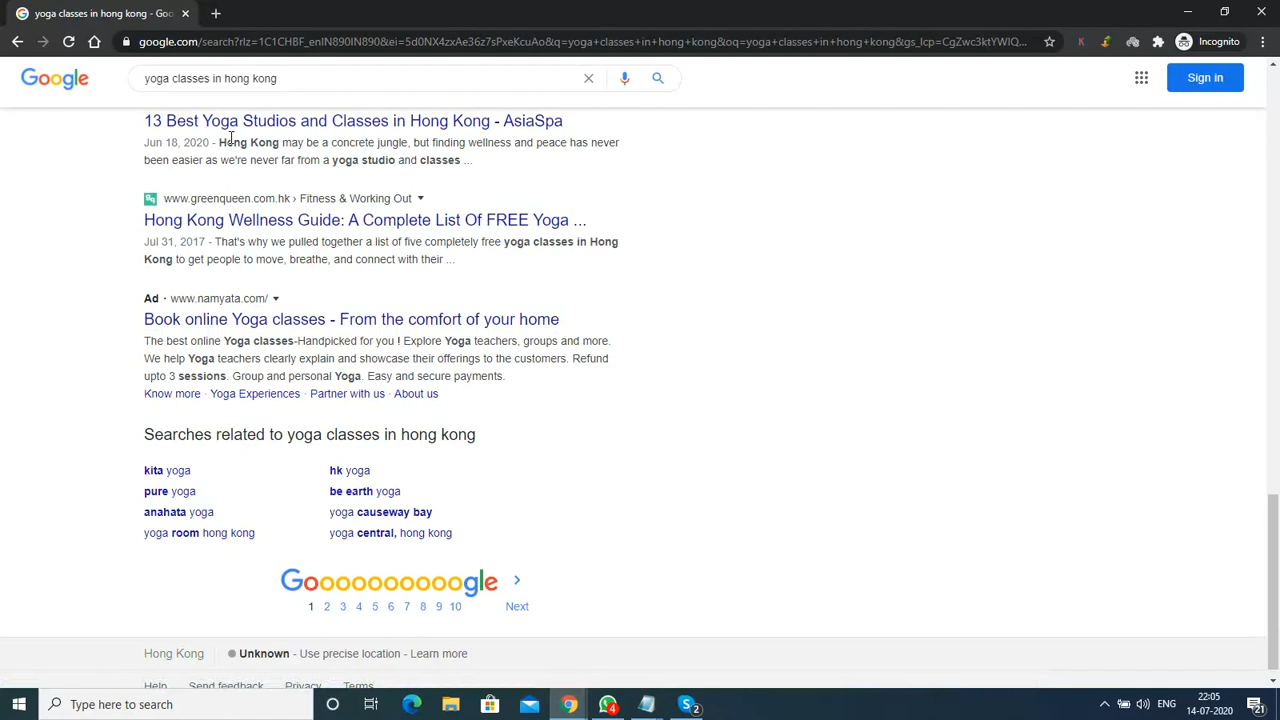 yoga classes in hong kong - Goo
google.com/search?rlz=1C1CHBF_enIN890IN890&ei=5d0NX4zxAe36z7sPxeKcuAo&q=yoga+classes+in+hong+kong&oq=yoga+classes+in+hong+kong&gs_lcp=CgZwc3ktYWIQ...
Incognito
Google
yoga classes in hong kong
Sign in
13 Best Yoga Studios and Classes in Hong Kong - AsiaSpa
Jun 18, 2020 - Hong Kong may be a concrete jungle, but finding wellness and peace has never
been easier as we're never far from a yoga studio and classes ...
gq www.greenqueen.com.hk › Fitness & Working Out
Hong Kong Wellness Guide: A Complete List Of FREE Yoga ...
Jul 31, 2017 - That's why we pulled together a list of five completely free yoga classes in Hong
Kong to get people to move, breathe, and connect with their ...
Ad · www.namyata.com/
Book online Yoga classes - From the comfort of your home
The best online Yoga classes-Handpicked for you ! Explore Yoga teachers, groups and more.
We help Yoga teachers clearly explain and showcase their offerings to the customers. Refund
upto 3 sessions. Group and personal Yoga. Easy and secure payments.
Know more · Yoga Experiences · Partner with us · About us
Searches related to yoga classes in hong kong
kita yoga
hk yoga
pure yoga
be earth yoga
anahata yoga
yoga causeway bay
yoga room hong kong
yoga central, hong kong
Goooooooooogle
1 2 3 4 5 6 7 8 9 10 Next
Hong Kong
Unknown - Use precise location - Learn more
Help Send feedback Privacy Terms
Type here to search
4
2
ENG
22:05
14-07-2020
21